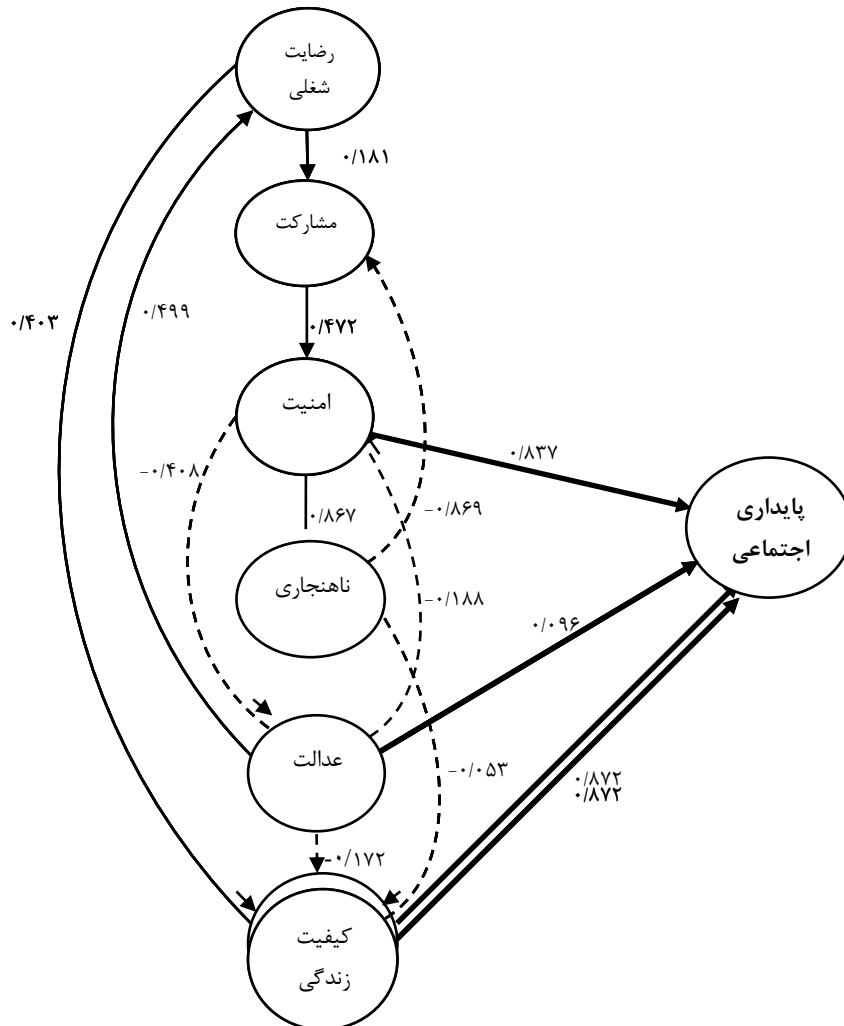 رضایت
شغلی
۰/۱۸۱
مشارکت
۰/۴۰۳
۰/۴۹۹
۰/۴۷۲
امنیت
۰/۸۳۷
-۰/۴۰۸
پایداری
اجتماعی
۰/۸۶۷
-۰/۸۶۹
ناهنجاری
-۰/۱۸۸
۰/۰۹۶
عدالت
-۰/۰۵۳
۰/۸۷۲
۰/۸۷۲
-۰/۱۷۲
کیفیت
زندگی